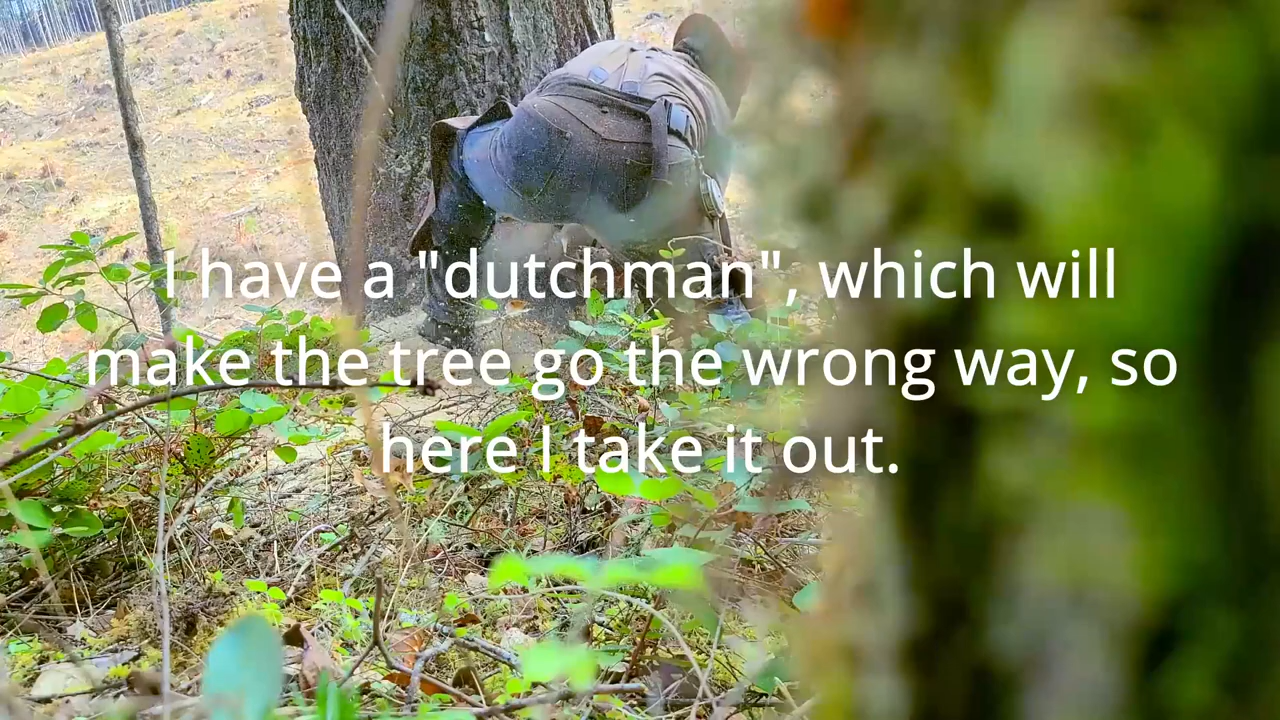 I have a "dutchman", which will
make the tree go the wrong way, so
here I take it out.